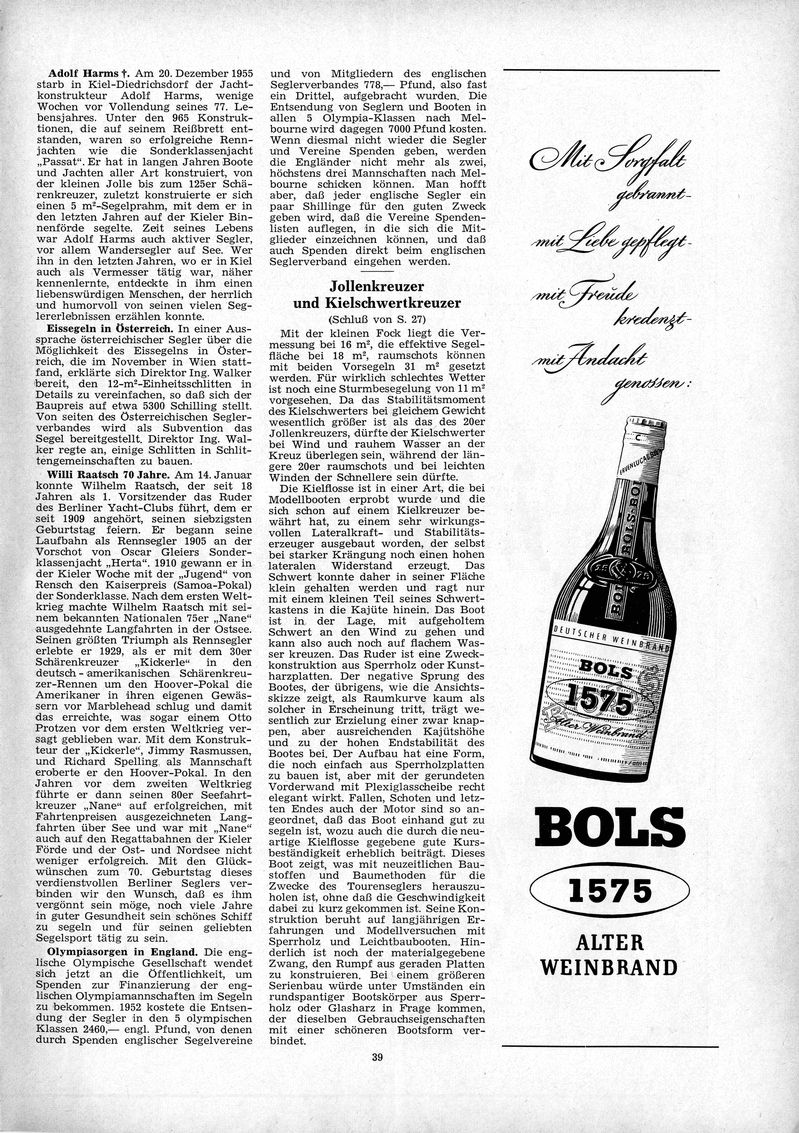 Adolf Harms †. Am 20. Dezember 1955
starb in Kiel-Diedrichsdorf der Jacht-
konstrukteur Adolf Harms, wenige
Wochen vor Vollendung seines 77. Le-
bensjahres. Unter den 965 Konstruk-
tionen, die auf seinem Reißbrett ent-
standen, waren so erfolgreiche Renn-
jachten wie die Sonderklassenjacht
„Passat“. Er hat in langen Jahren Boote
und Jachten aller Art konstruiert, von
der kleinen Jolle bis zum 125er Schä-
renkreuzer, zuletzt konstruierte er sich
einen 5 m²-Segelprahm, mit dem er in
den letzten Jahren auf der Kieler Bin-
nenförde segelte. Zeit seines Lebens
war Adolf Harms auch aktiver Segler,
vor allem Wandersegler auf See. Wer
ihn in den letzten Jahren, wo er in Kiel
auch als Vermesser tätig war, näher
kennenlernte, entdeckte in ihm einen
liebenswürdigen Menschen, der herrlich
und humorvoll von seinen vielen Seg-
lererlebnissen erzählen konnte.
Eissegeln in Österreich. In einer Aus-
sprache österreichischer Segler über die
Möglichkeit des Eissegelns in Öster-
reich, die im November in Wien statt-
fand, erklärte sich Direktor Ing. Walker
bereit, den 12-m²-Einheitsschlitten in
Details zu vereinfachen, so daß sich der
Baupreis auf etwa 5300 Schilling stellt.
Von seiten des Österreichischen Segler-
verbandes wird als Subvention das
Segel bereitgestellt. Direktor Ing. Wal-
ker regte an, einige Schlitten in Schlit-
tengemeinschaften zu bauen.
Willi Raatsch 70 Jahre. Am 14. Januar
konnte Wilhelm Raatsch, der seit 18
Jahren als 1. Vorsitzender das Ruder
des Berliner Yacht-Clubs führt, dem er
seit 1909 angehört, seinen siebzigsten
Geburtstag feiern. Er begann seine
Laufbahn als Rennsegler 1905 an der
Vorschot von Oscar Gleiers Sonder-
klassenjacht „Herta“. 1910 gewann er in
der Kieler Woche mit der „Jugend“ von
Rensch den Kaiserpreis (Samoa-Pokal)
der Sonderklasse. Nach dem ersten Welt-
krieg machte Wilhelm Raatsch mit sei-
nem bekannten Nationalen 75er „Nane“
ausgedehnte Langfahrten in der Ostsee.
Seinen größten Triumph als Rennsegler
erlebte er 1929, als er mit dem 30er
Schärenkreuzer „Kickerle“ in den
deutsch-amerikanischen Schärenkreu-
zer-Rennen um den Hoover-Pokal die
Amerikaner in ihren eigenen Gewäs-
sern vor Marblehead schlug und damit
das erreichte, was sogar einem Otto
Protzen vor dem ersten Weltkrieg ver-
sagt geblieben war. Mit dem Konstruk-
teur der „Kickerle“, Jimmy Rasmussen,
und Richard Spelling als Mannschaft
eroberte er den Hoover-Pokal. In den
Jahren vor dem zweiten Weltkrieg
führte er dann seinen 80er Seefahrt-
kreuzer „Nane“ auf erfolgreichen, mit
Fahrtenpreisen ausgezeichneten Lang-
fahrten über See und war mit „Nane“
auch auf den Regattabahnen der Kieler
Förde und der Ost- und Nordsee nicht
weniger erfolgreich. Mit den Glück-
wünschen zum 70. Geburtstag dieses
verdienstvollen Berliner Seglers ver-
binden wir den Wunsch, daß es ihm
vergönnt sein möge, noch viele Jahre
in guter Gesundheit sein schönes Schiff
zu segeln und für seinen geliebten
Segelsport tätig zu sein.
Olympiasorgen in England. Die eng-
lische Olympische Gesellschaft wendet
sich jetzt an die Öffentlichkeit, um
Spenden zur Finanzierung der eng-
lischen Olympiamannschaften im Segeln
zu bekommen. 1952 kostete die Entsen-
dung der Segler in den 5 olympischen
Klassen 2460,— engl. Pfund, von denen
durch Spenden englischer Segelvereine
und von Mitgliedern des englischen
Seglerverbandes 778,— Pfund, also fast
ein Drittel, aufgebracht wurden. Die
Entsendung von Seglern und Booten in
allen 5 Olympia-Klassen nach Mel-
bourne wird dagegen 7000 Pfund kosten.
Wenn diesmal nicht wieder die Segler
und Vereine Spenden geben, werden
die Engländer nicht mehr als zwei,
höchstens drei Mannschaften nach Mel-
bourne schicken können. Man hofft
aber, daß jeder englische Segler ein
paar Shillinge für den guten Zweck
geben wird, daß die Vereine Spenden-
listen auflegen, in die sich die Mit-
glieder einzeichnen können, und daß
auch Spenden direkt beim englischen
Seglerverband eingehen werden.
Jollenkreuzer
und Kielschwertkreuzer
(Schluß von S. 27)
Mit der kleinen Fock liegt die Ver-
messung bei 16 m², die effektive Segel-
fläche bei 18 m², raumschots können
mit beiden Vorsegeln 31 m² gesetzt
werden. Für wirklich schlechtes Wetter
ist noch eine Sturmbesegelung von 11 m²
vorgesehen. Da das Stabilitätsmoment
des Kielschwerters bei gleichem Gewicht
wesentlich größer ist als das des 20er
Jollenkreuzers, dürfte der Kielschwerter
bei Wind und rauhem Wasser an der
Kreuz überlegen sein, während der län-
gere 20er raumschots und bei leichten
Winden der Schnellere sein dürfte.
Die Kielflosse ist in einer Art, die bei
Modellbooten erprobt wurde und die
sich schon auf einem Kielkreuzer be-
währt hat, zu einem sehr wirkungs-
vollen Lateralkraft- und Stabilitäts-
erzeuger ausgebaut worden, der selbst
bei starker Krängung noch einen hohen
lateralen Widerstand erzeugt. Das
Schwert konnte daher in seiner Fläche
klein gehalten werden und ragt nur
mit einem kleinen Teil seines Schwert-
kastens in die Kajüte hinein. Das Boot
ist in der Lage, mit aufgeholtem
Schwert an den Wind zu gehen und
kann also auch noch auf flachem Was-
ser kreuzen. Das Ruder ist eine Zweck-
konstruktion aus Sperrholz oder Kunst-
harzplatten. Der negative Sprung des
Bootes, der übrigens, wie die Ansichts-
skizze zeigt, als Raumkurve kaum als
solcher in Erscheinung tritt, trägt we-
sentlich zur Erzielung einer zwar knap-
pen, aber ausreichenden Kajütshöhe
und zu der hohen Endstabilität des
Bootes bei. Der Aufbau hat eine Form,
die noch einfach aus Sperrholzplatten
zu bauen ist, aber mit der gerundeten
Vorderwand mit Plexiglasscheibe recht
elegant wirkt. Fallen, Schoten und letz-
ten Endes auch der Motor sind so an-
geordnet, daß das Boot einhand gut zu
segeln ist, wozu auch die durch die neu-
artige Kielflosse gegebene gute Kurs-
beständigkeit erheblich beiträgt. Dieses
Boot zeigt, was mit neuzeitlichen Bau-
stoffen und Baumethoden für die
Zwecke des Tourenseglers herauszu-
holen ist, ohne daß die Geschwindigkeit
dabei zu kurz gekommen ist. Seine Kon-
struktion beruht auf langjährigen Er-
fahrungen und Modellversuchen mit
Sperrholz und Leichtbaubooten. Hin-
derlich ist noch der materialgegebene
Zwang, den Rumpf aus geraden Platten
zu konstruieren. Bei einem größeren
Serienbau würde unter Umständen ein
rundspantiger Bootskörper aus Sperr-
holz oder Glasharz in Frage kommen,
der dieselben Gebrauchseigenschaften
mit einer schöneren Bootsform ver-
bindet.
Mit Sorgfalt
gebrannt-
mit Liebe gepflegt-
mit Freude
kredenzt-
mit Andacht
genossen:
ERVEN LUCAS BOLS
BOLS-BOLS
15 75
BOLS
DEUTSCHER WEINBRAND
BOLS
1575
Alter Weinbrand
BOLS
1575
ALTER
WEINBRAND
39